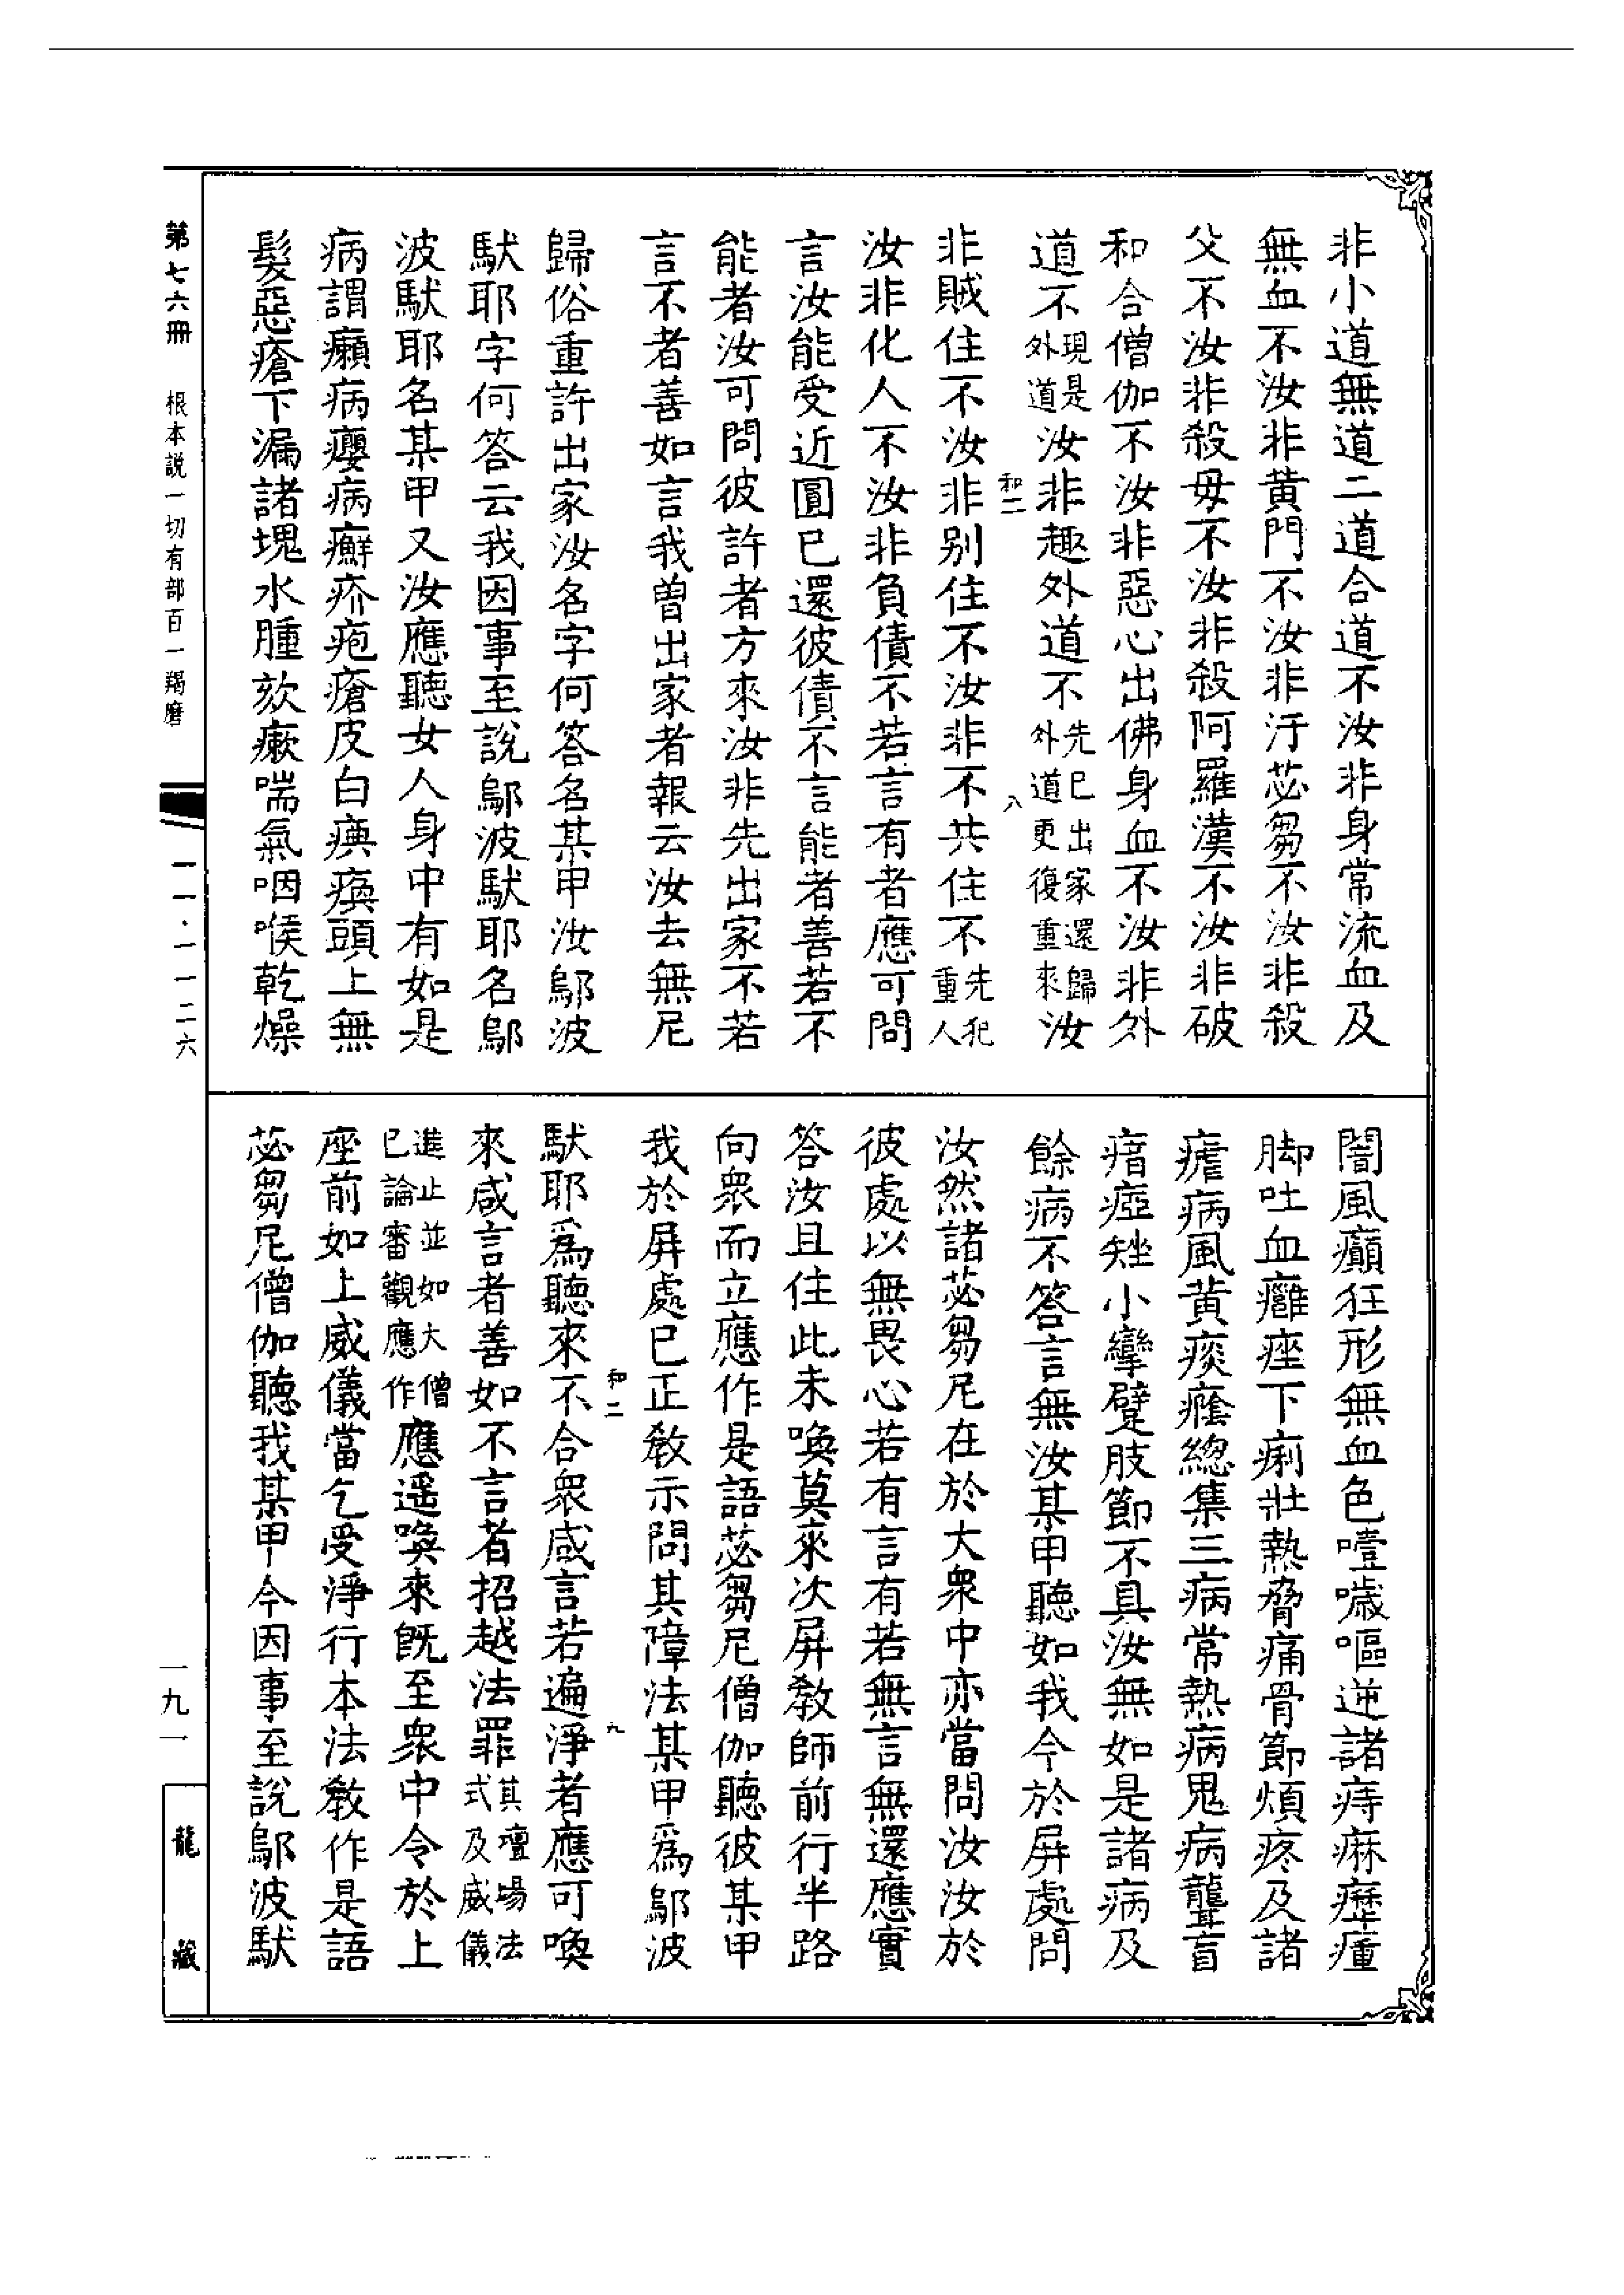 非小道無道二道合道不汝非身常流血及
無血不汝非黄門不汝非汙苾芻不汝非殺
父不汝非殺母不汝非殺阿羅漢不汝非破
和合僧伽不汝非惡心出佛身血不汝非外
道不現是外道汝非趣外道不先已出家還歸外道更復重來汝
和二
八
非賊住不汝非别住不汝非不共住不先犯重人
汝非化人不汝非負債不若言有者應可問
言汝能受近圓已還彼債不言能者善若不
能者汝可問彼許者方來汝非先出家不若
言不者善如言我曾出家者報云汝去無尼
歸俗重許出家汝名字何答名某甲汝鄔波
馱耶字何答云我因事至説鄔波馱耶名鄔
波馱耶名某甲又汝應聽女人身中有如是
病謂癩病癭病癬疥疱瘡皮白㾀瘓頭上無
髮惡瘡下漏諸塊水腫欬瘷喘氣咽喉乾燥
闇風癲狂形無血色噎噦嘔逆諸痔痳㾏瘇
脚吐血癰痤下痢壯熱脅痛骨節煩疼及諸
瘧病風黄痰癊總集三病常熱病鬼病聾盲
瘖瘂矬小攣躄肢節不具汝無如是諸病及
餘病不答言無汝某甲聽如我今於屏處問
汝然諸苾芻尼在於大衆中亦當問汝汝於
彼處以無畏心若有言有若無言無還應實
答汝且住此未喚莫來次屏教師前行半路
向衆而立應作是語苾芻尼僧伽聽彼某甲
我於屏處已正教示問其障法某甲爲鄔波
和二
九
馱耶爲聽來不合衆咸言若遍淨者應可喚
來咸言者善如不言者招越法罪其壇場法式及威儀
進止並如大僧已論審觀應作應遥喚來既至衆中令於上
座前如上威儀當乞受淨行本法教作是語
苾芻尼僧伽聽我某甲今因事至説鄔波馱
第七六冊
根本説一切有部百一羯磨
一一·一一二六
一九一
龍藏